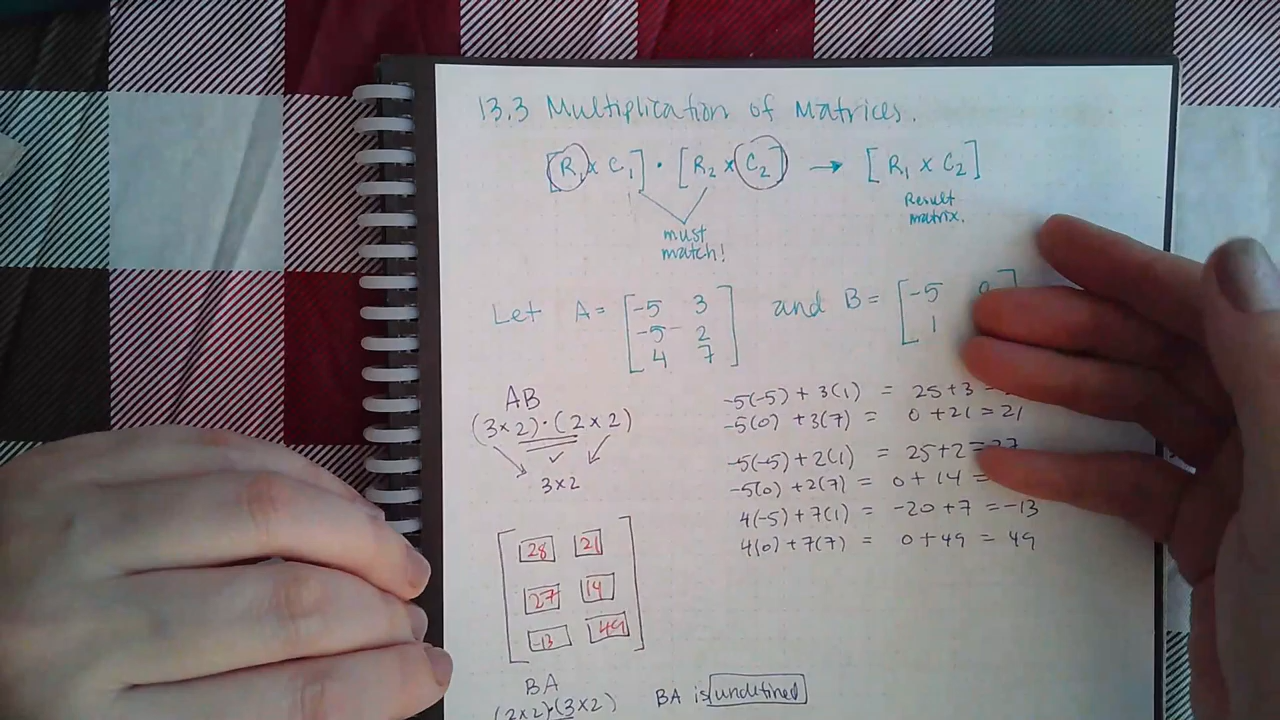 13.3 Multiplication of Matrices.
[R₁ x C₁] · [R₂ x C₂] → [R₁ x C₂]
Result
matrix.
must
match!
Let A = [-5 3 and B = [-5
-5 2 1
4 7]
AB
(3x2)·(2x2)
✓
3x2
-5(-5) + 3(1) = 25+3
-5(0) + 3(7) = 0 + 21 = 21
-5(-5) + 2(1) = 25+2 = 27
-5(0) + 2(7) = 0 + 14 =
4(-5) + 7(1) = -20 + 7 = -13
4(0) + 7(7) = 0 + 49 = 49
[28 21
27 14
-13 49]
BA
(2x2)·(3x2)
BA is undefined